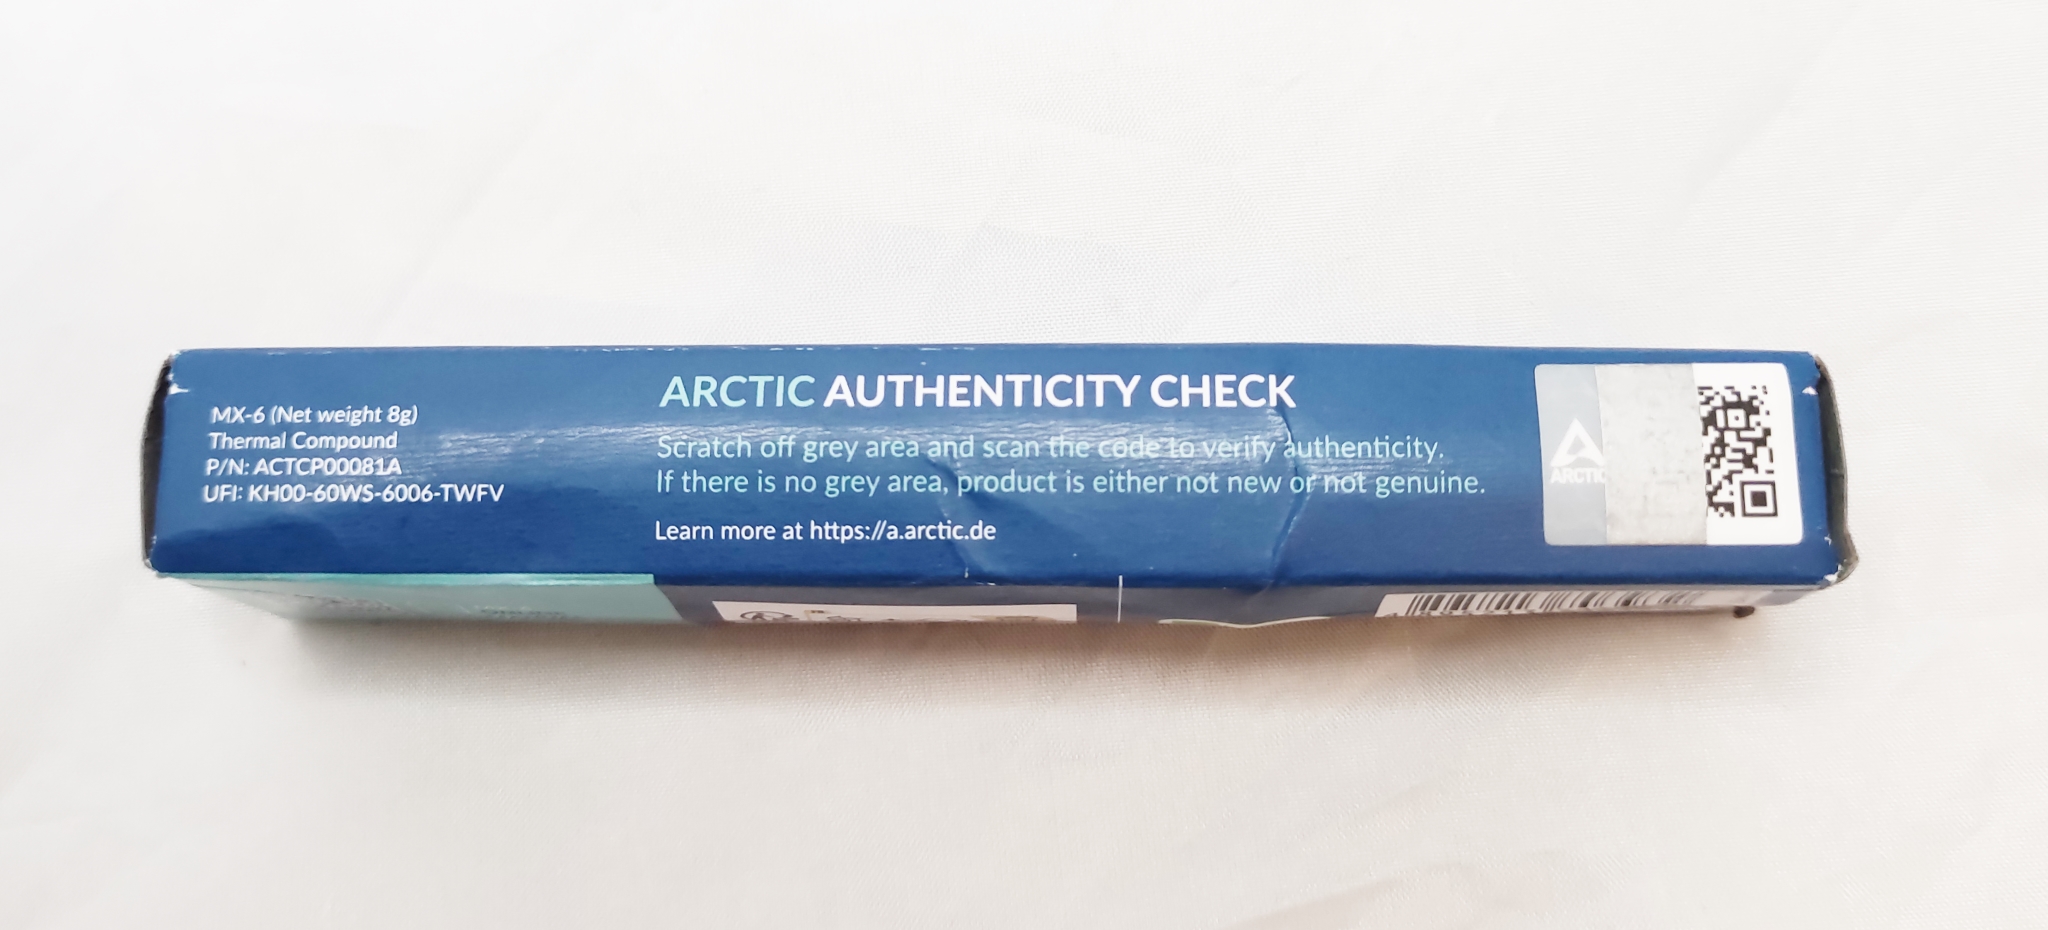 MX-6 (Net weight 8g)
Thermal Compound
P/N: ACTCP00081A
UFI: KH00-60WS-6006-TWFV
ARCTIC AUTHENTICITY CHECK
Scratch off grey area and scan the code to verify authenticity.
If there is no grey area, product is either not new or not genuine.
Learn more at https://a.arctic.de
ARCTIC